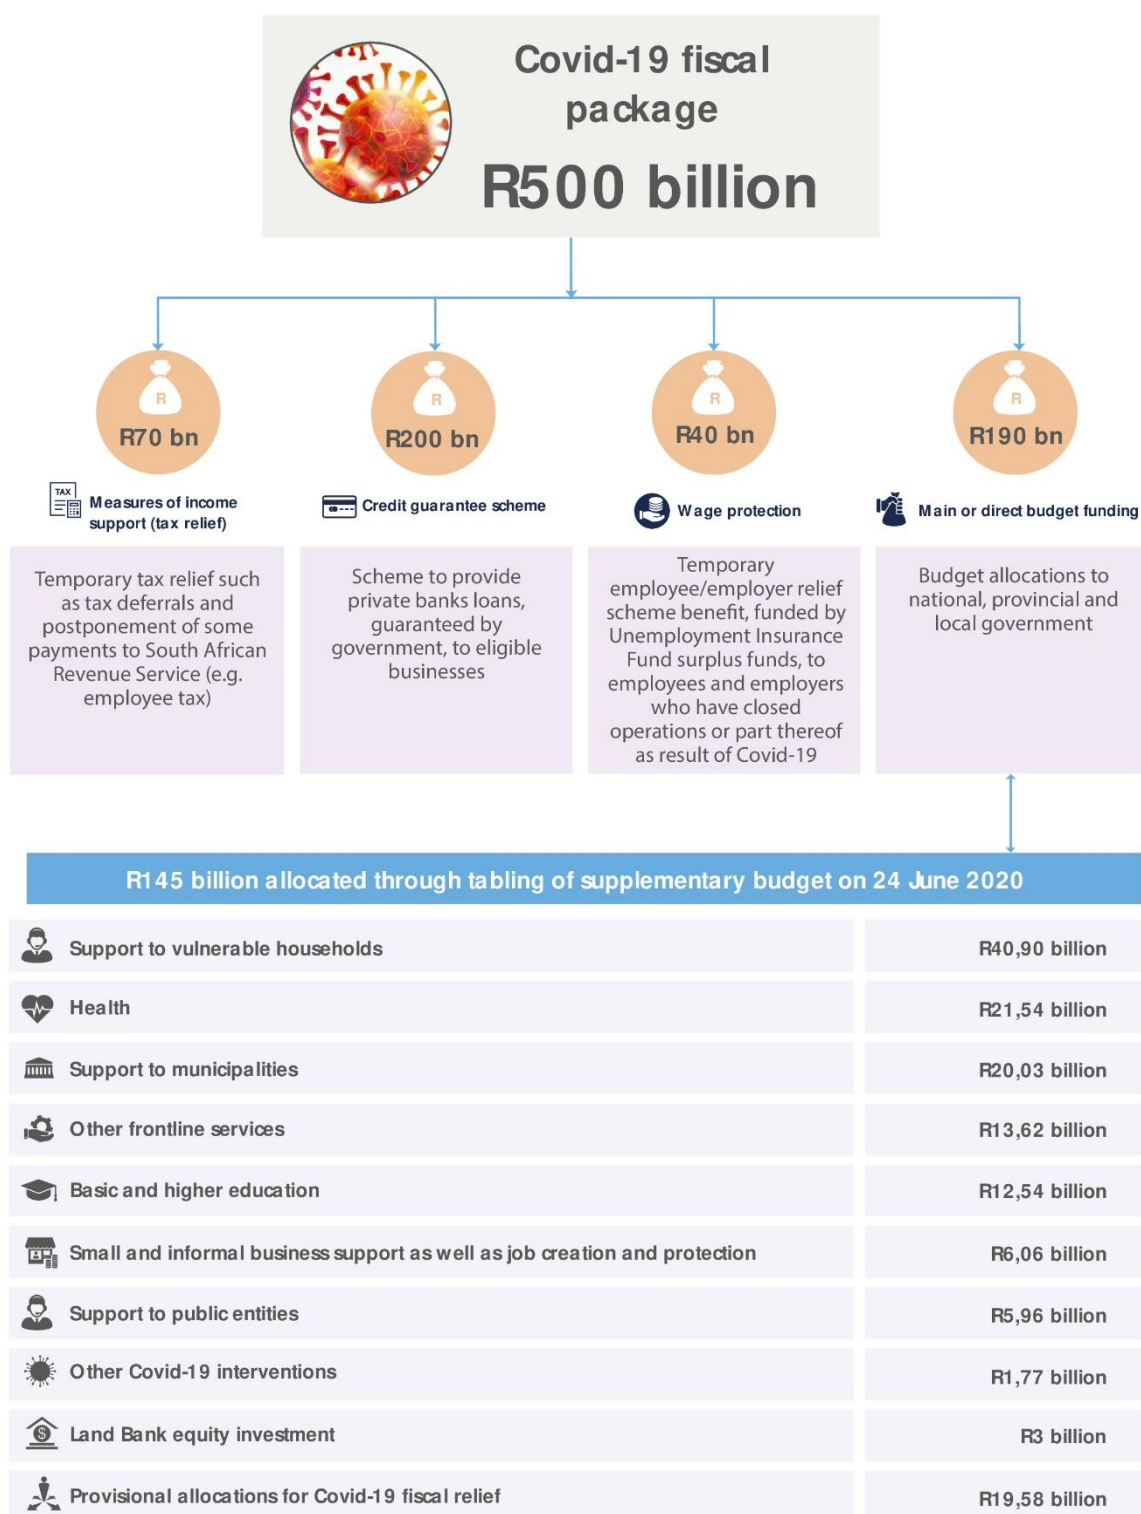 Covid-19 fiscal
package
R500 billion
R
R70 bn
R
R200 bn
R
R40 bn
R
R190 bn
TAX
Measures of income
support (tax relief)
Credit guarantee scheme
Wage protection
Main or direct budget funding
Temporary tax relief such
as tax deferrals and
postponement of some
payments to South African
Revenue Service (e.g.
employee tax)
Scheme to provide
private banks loans,
guaranteed by
government, to eligible
businesses
Temporary
employee/employer relief
scheme benefit, funded by
Unemployment Insurance
Fund surplus funds, to
employees and employers
who have closed
operations or part thereof
as result of Covid-19
Budget allocations to
national, provincial and
local government
R145 billion allocated through tabling of supplementary budget on 24 June 2020
Support to vulnerable households R40,90 billion
Health R21,54 billion
Support to municipalities R20,03 billion
Other frontline services R13,62 billion
Basic and higher education R12,54 billion
Small and informal business support as well as job creation and protection R6,06 billion
Support to public entities R5,96 billion
Other Covid-19 interventions R1,77 billion
Land Bank equity investment R3 billion
Provisional allocations for Covid-19 fiscal relief R19,58 billion